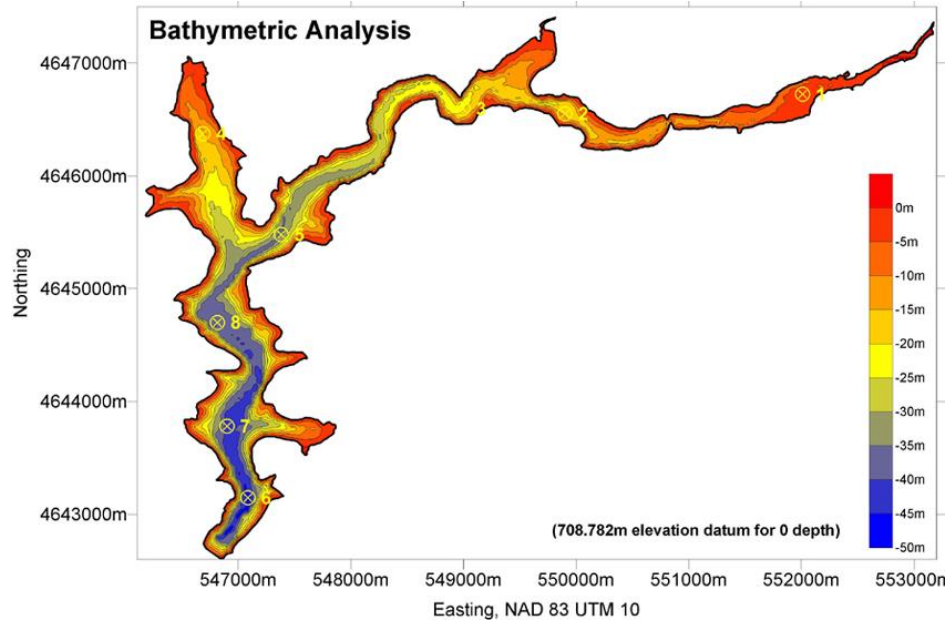 Bathymetric Analysis
4647000m
4646000m
4645000m
4644000m
4643000m
Northing
1
2
3
4
5
8
7
6
0m
-5m
-10m
-15m
-20m
-25m
-30m
-35m
-40m
-45m
-50m
(708.782m elevation datum for 0 depth)
547000m
548000m
549000m
550000m
551000m
552000m
553000m
Easting, NAD 83 UTM 10